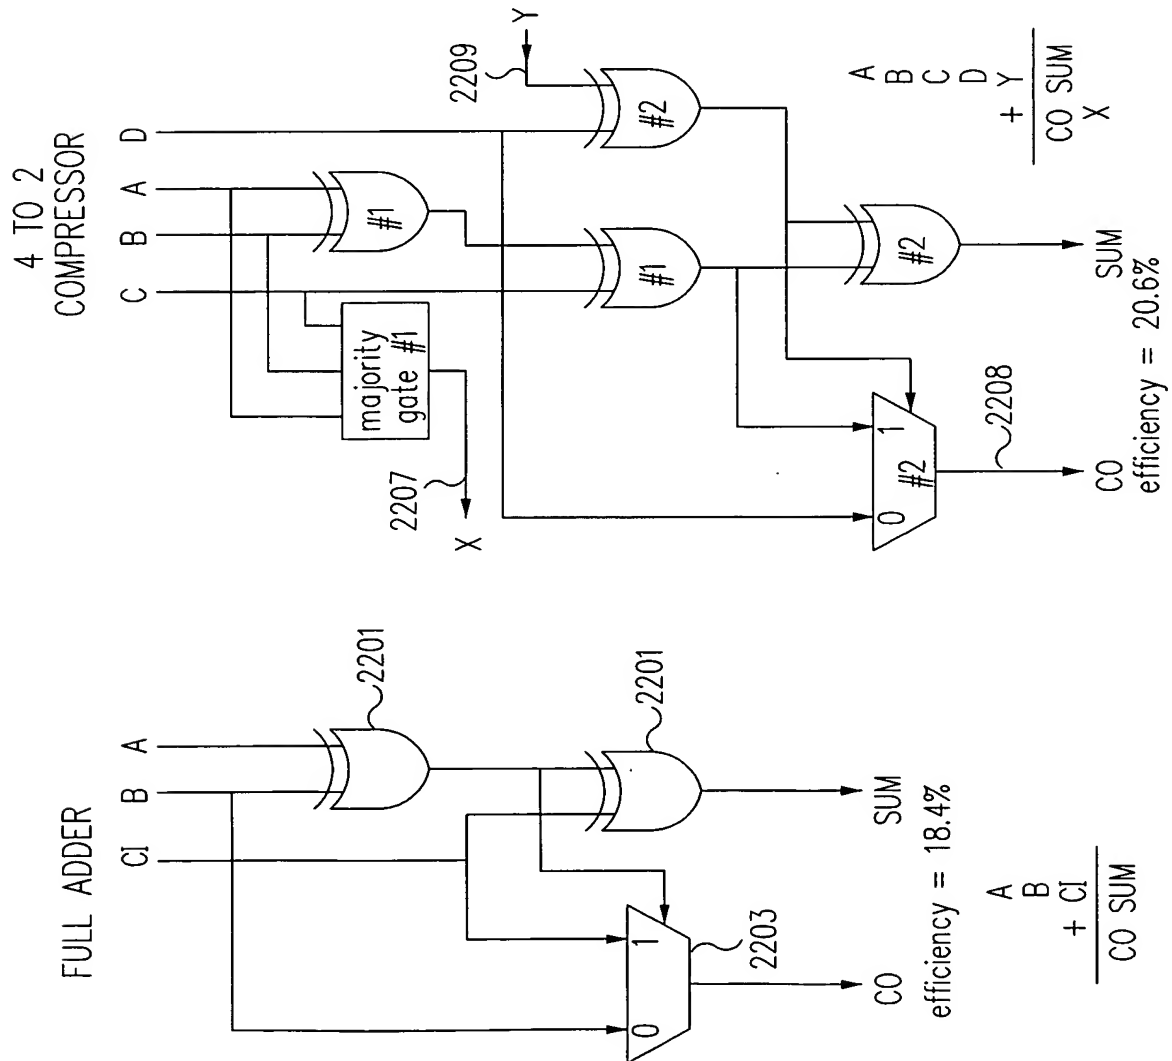 FULL ADDER
CI B A
2201
2201
0 1
2203
CO SUM
efficiency = 18.4%
A
B
+ CI
CO SUM
4 TO 2
COMPRESSOR
C B A D
2209
Y
#1
#2
majority
gate #1
2207
X
#1
#2
0 1
#2
2208
CO SUM
efficiency = 20.6%
A
B
C
D
+ Y
CO SUM
X